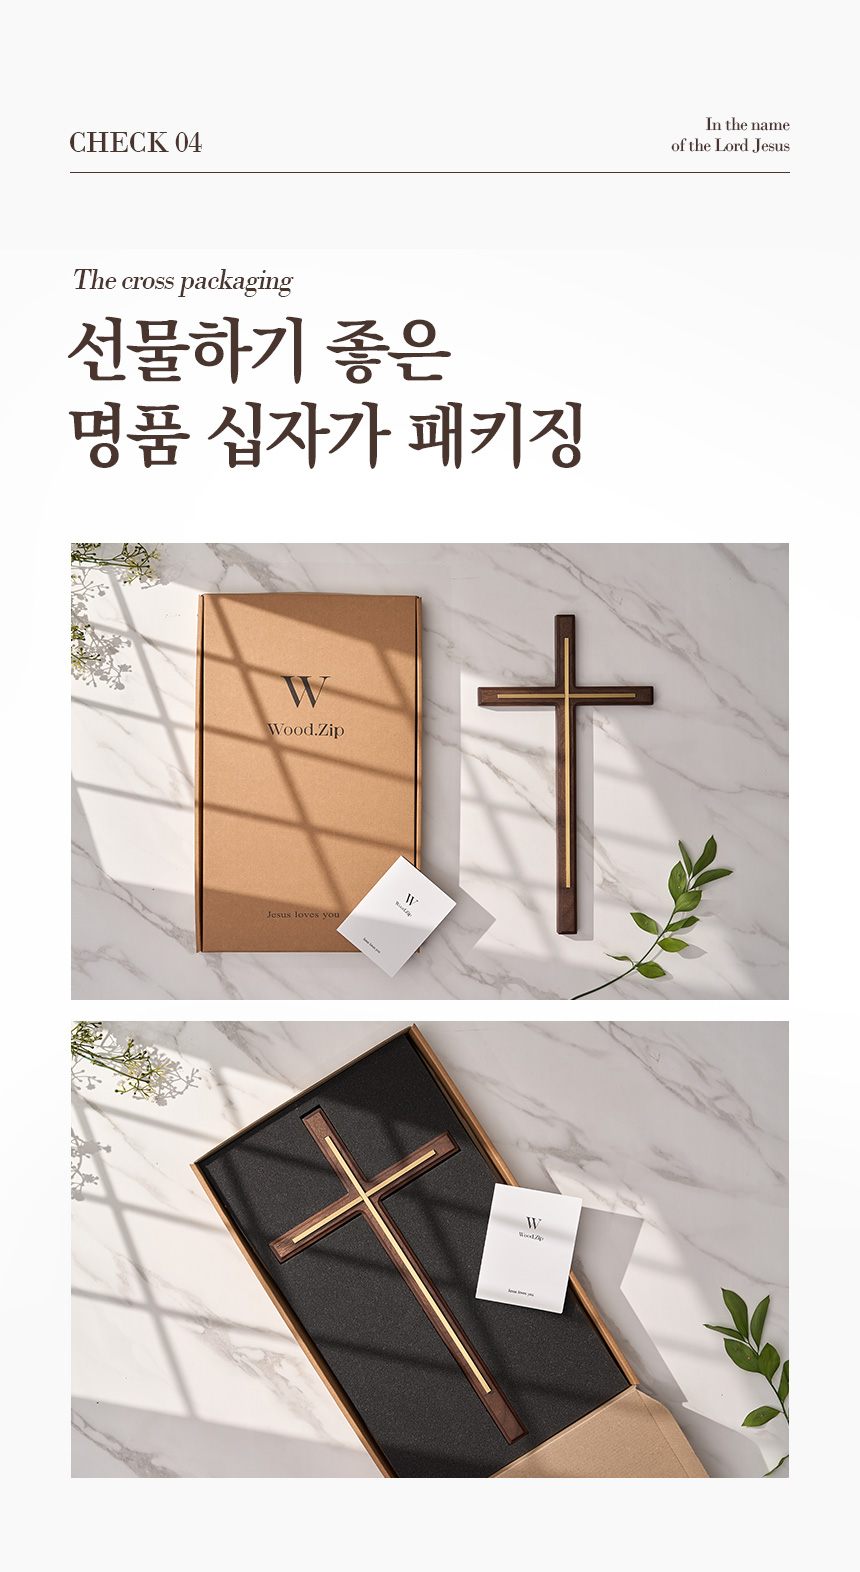 CHECK 04
In the name
of the Lord Jesus
The cross packaging
선물하기 좋은
명품 십자가 패키징
W
Wood.Zip
Jesus loves you
W
Wood.Zip
Jesus loves you
W
Wood.Zip
Jesus loves you